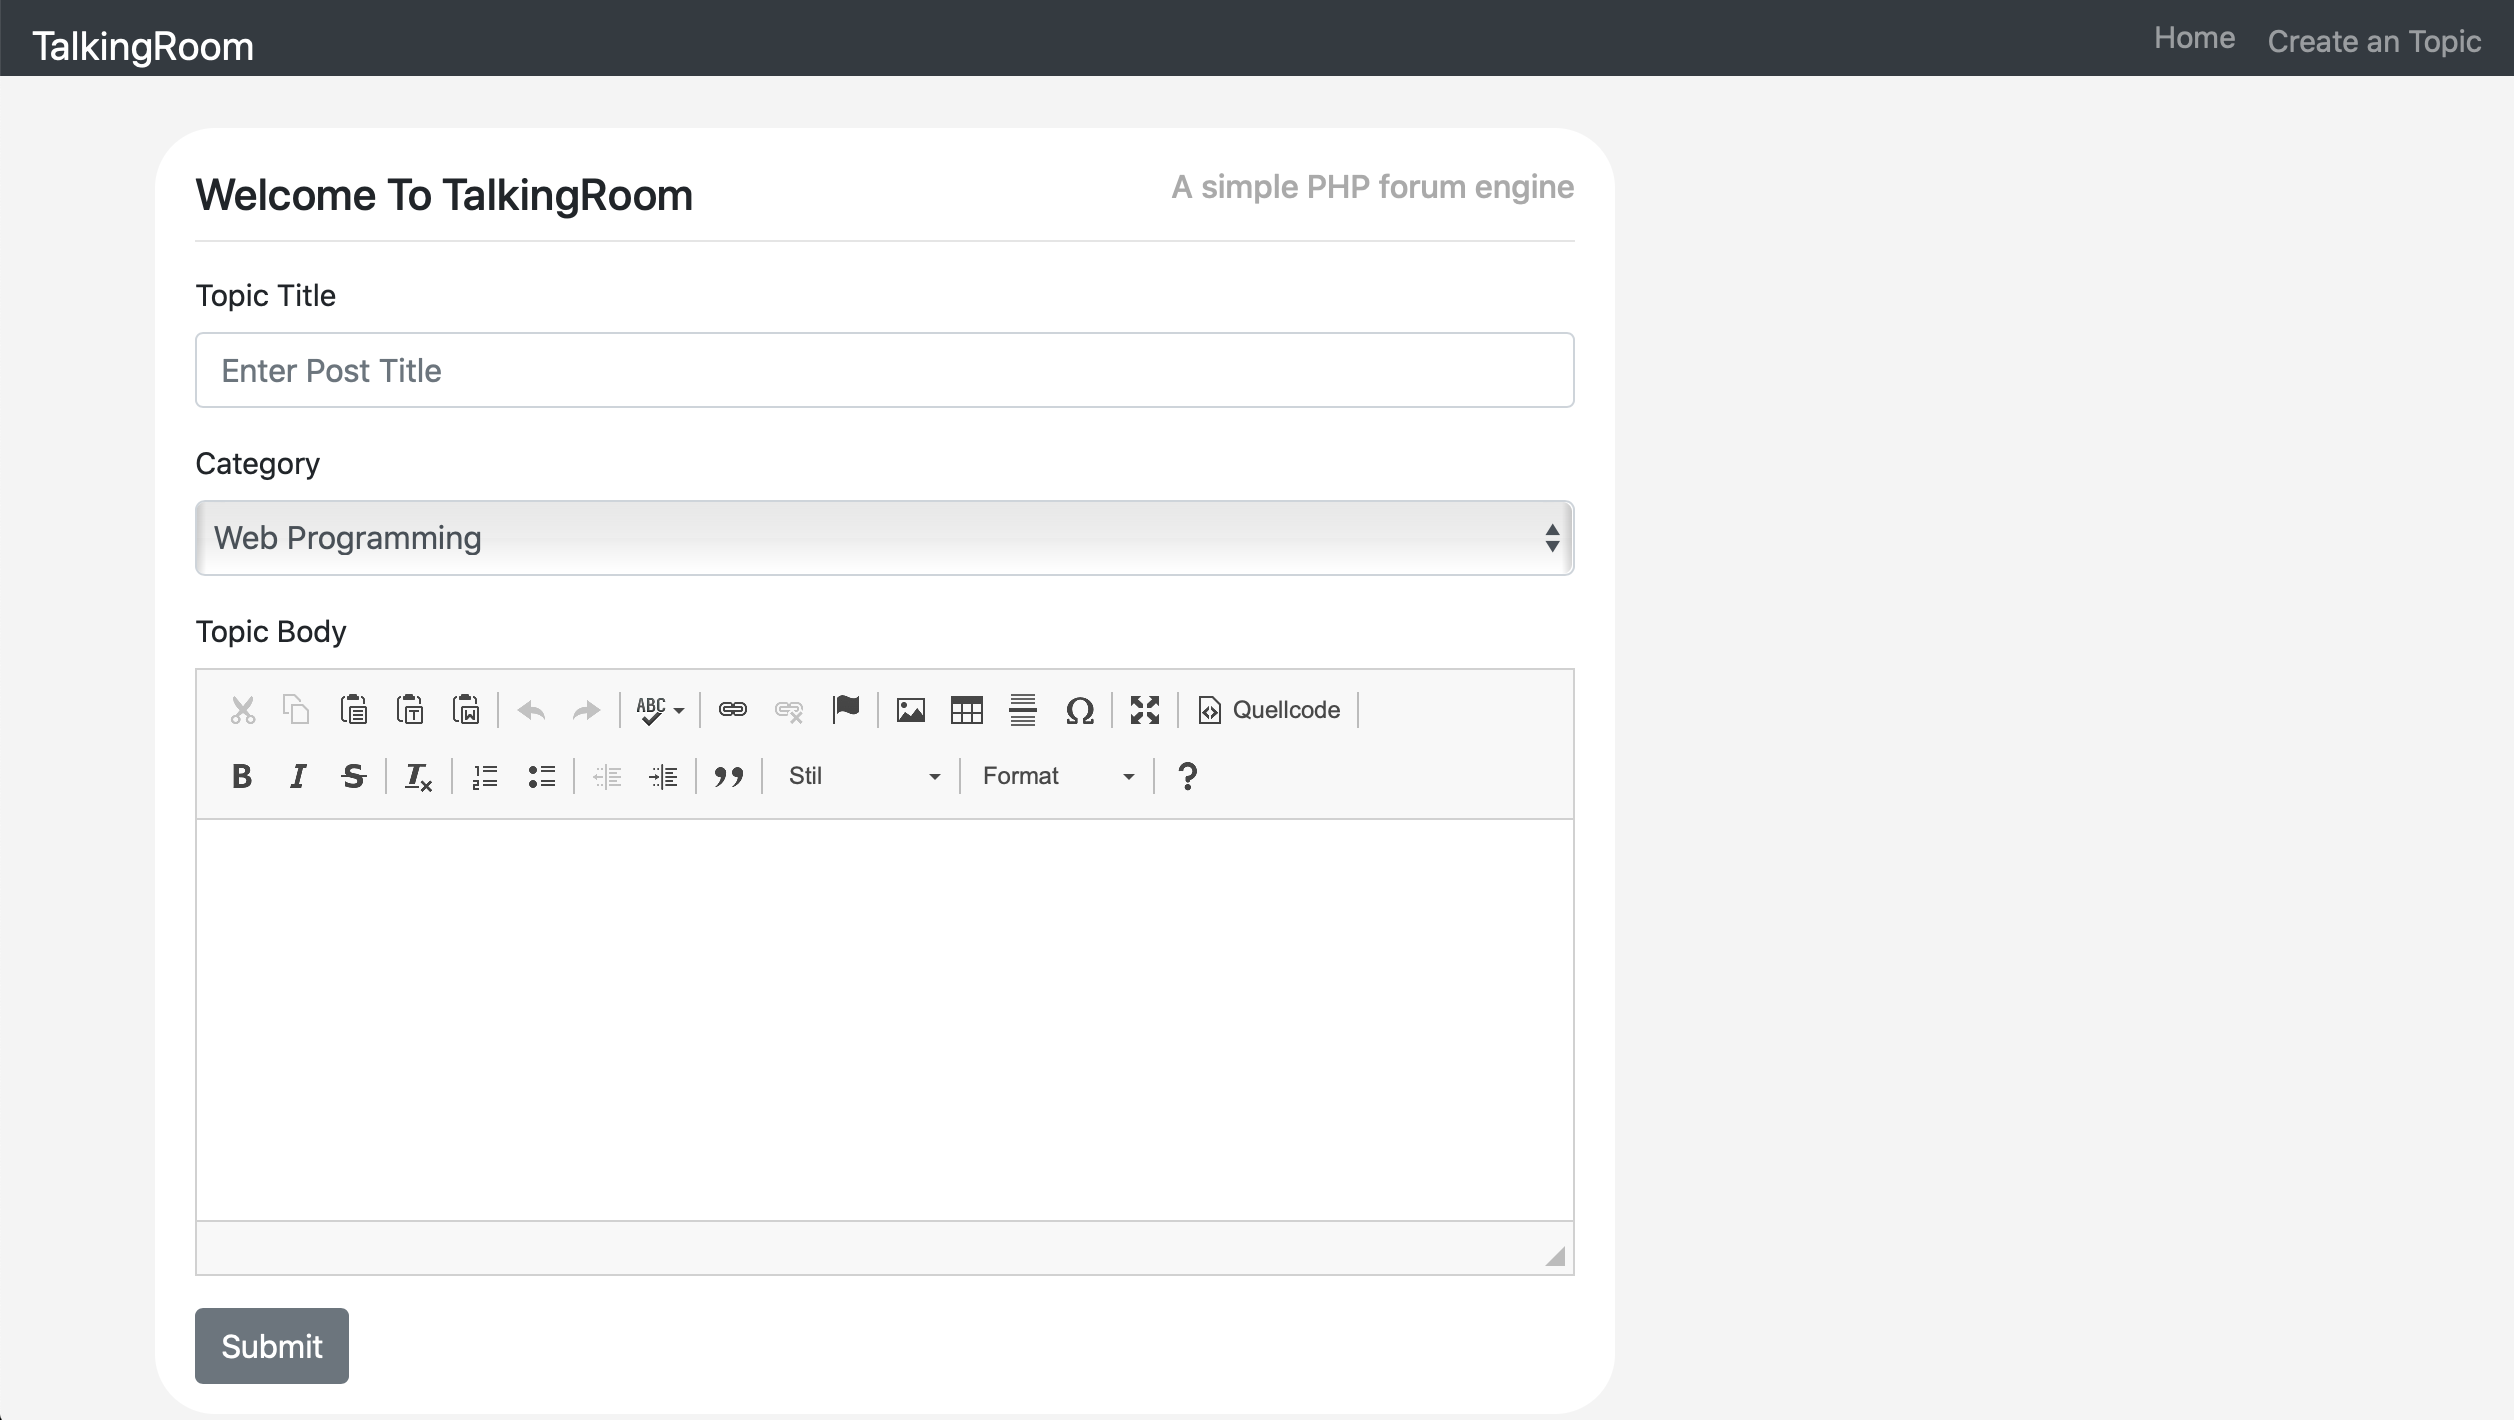 TalkingRoom
Home
Create an Topic
Welcome To TalkingRoom
A simple PHP forum engine
Topic Title
Enter Post Title
Category
Web Programming
Topic Body
ABC
Quellcode
Stil
Format
Submit